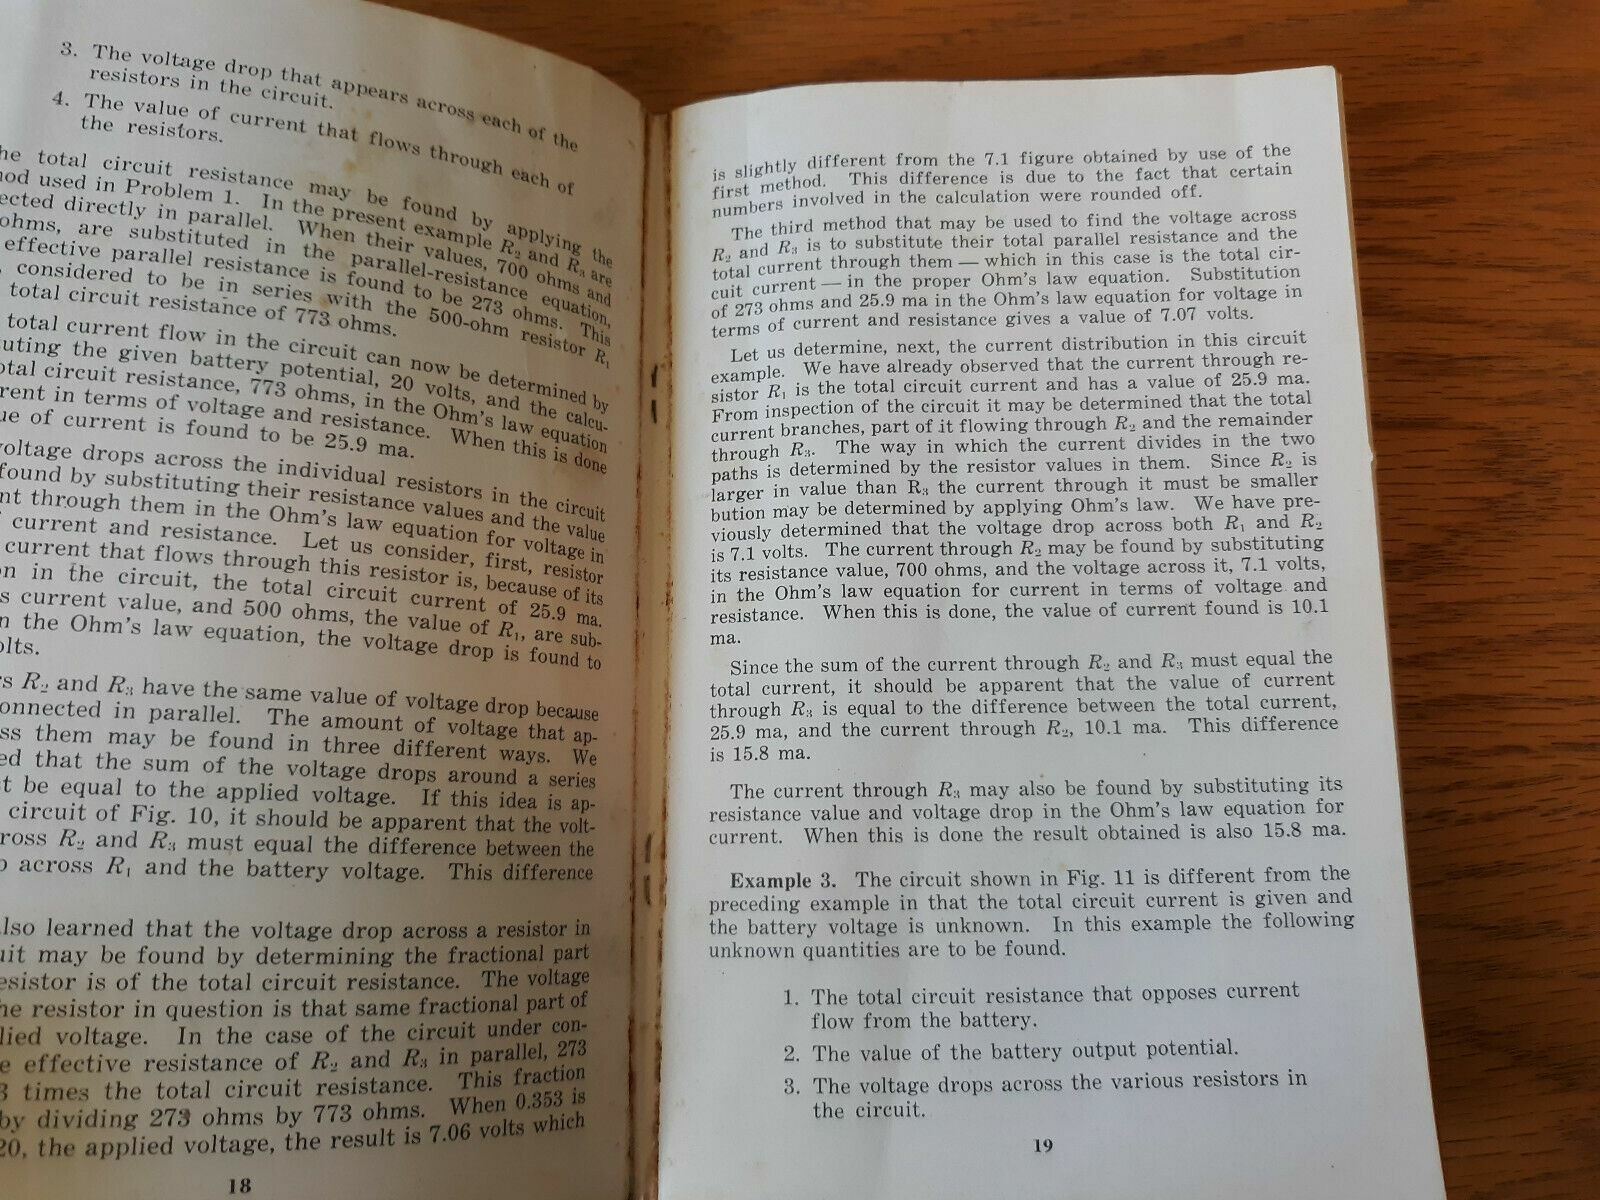 3. The voltage drop that appears across each of the
resistors in the circuit.
4. The value of current that flows through each of
the resistors.
total circuit resistance may be found by applying the
used in Problem 1. In the present example R₂ and R₃ are
directly in parallel. When their values, 700 ohms and
ohms, are substituted in the parallel-resistance equation,
effective parallel resistance is found to be 273 ohms. This
considered to be in series with the 500-ohm resistor R₁
total circuit resistance of 773 ohms.
total current flow in the circuit can now be determined by
the given battery potential, 20 volts, and the calcu-
circuit resistance, 773 ohms, in the Ohm's law equation
in terms of voltage and resistance. When this is done
of current is found to be 25.9 ma.
voltage drops across the individual resistors in the circuit
found by substituting their resistance values and the value
through them in the Ohm's law equation for voltage in
current and resistance. Let us consider, first, resistor
current that flows through this resistor is, because of its
in the circuit, the total circuit current of 25.9 ma.
current value, and 500 ohms, the value of R₁, are sub-
the Ohm's law equation, the voltage drop is found to
R₂ and R₃ have the same value of voltage drop because
in parallel. The amount of voltage that ap-
them may be found in three different ways. We
that the sum of the voltage drops around a series
be equal to the applied voltage. If this idea is ap-
circuit of Fig. 10, it should be apparent that the volt-
R₂ and R₃ must equal the difference between the
across R₁ and the battery voltage. This difference
learned that the voltage drop across a resistor in
may be found by determining the fractional part
is of the total circuit resistance. The voltage
resistor in question is that same fractional part of
voltage. In the case of the circuit under con-
effective resistance of R₂ and R₃ in parallel, 273
times the total circuit resistance. This fraction
by dividing 273 ohms by 773 ohms. When 0.353 is
20, the applied voltage, the result is 7.06 volts which
18
is slightly different from the 7.1 figure obtained by use of the
first method. This difference is due to the fact that certain
numbers involved in the calculation were rounded off.
The third method that may be used to find the voltage across
R₂ and R₃ is to substitute their total parallel resistance and the
total current through them — which in this case is the total cir-
cuit current — in the proper Ohm's law equation. Substitution
of 273 ohms and 25.9 ma in the Ohm's law equation for voltage in
terms of current and resistance gives a value of 7.07 volts.
Let us determine, next, the current distribution in this circuit
example. We have already observed that the current through re-
sistor R₁ is the total circuit current and has a value of 25.9 ma.
From inspection of the circuit it may be determined that the total
current branches, part of it flowing through R₂ and the remainder
through R₃. The way in which the current divides in the two
paths is determined by the resistor values in them. Since R₂ is
larger in value than R₃ the current through it must be smaller
bution may be determined by applying Ohm's law. We have pre-
viously determined that the voltage drop across both R₁ and R₂
is 7.1 volts. The current through R₂ may be found by substituting
its resistance value, 700 ohms, and the voltage across it, 7.1 volts,
in the Ohm's law equation for current in terms of voltage and
resistance. When this is done, the value of current found is 10.1
ma.
Since the sum of the current through R₂ and R₃ must equal the
total current, it should be apparent that the value of current
through R₃ is equal to the difference between the total current,
25.9 ma, and the current through R₂, 10.1 ma. This difference
is 15.8 ma.
The current through R₃ may also be found by substituting its
resistance value and voltage drop in the Ohm's law equation for
current. When this is done the result obtained is also 15.8 ma.
Example 3. The circuit shown in Fig. 11 is different from the
preceding example in that the total circuit current is given and
the battery voltage is unknown. In this example the following
unknown quantities are to be found.
1. The total circuit resistance that opposes current
flow from the battery.
2. The value of the battery output potential.
3. The voltage drops across the various resistors in
the circuit.
19